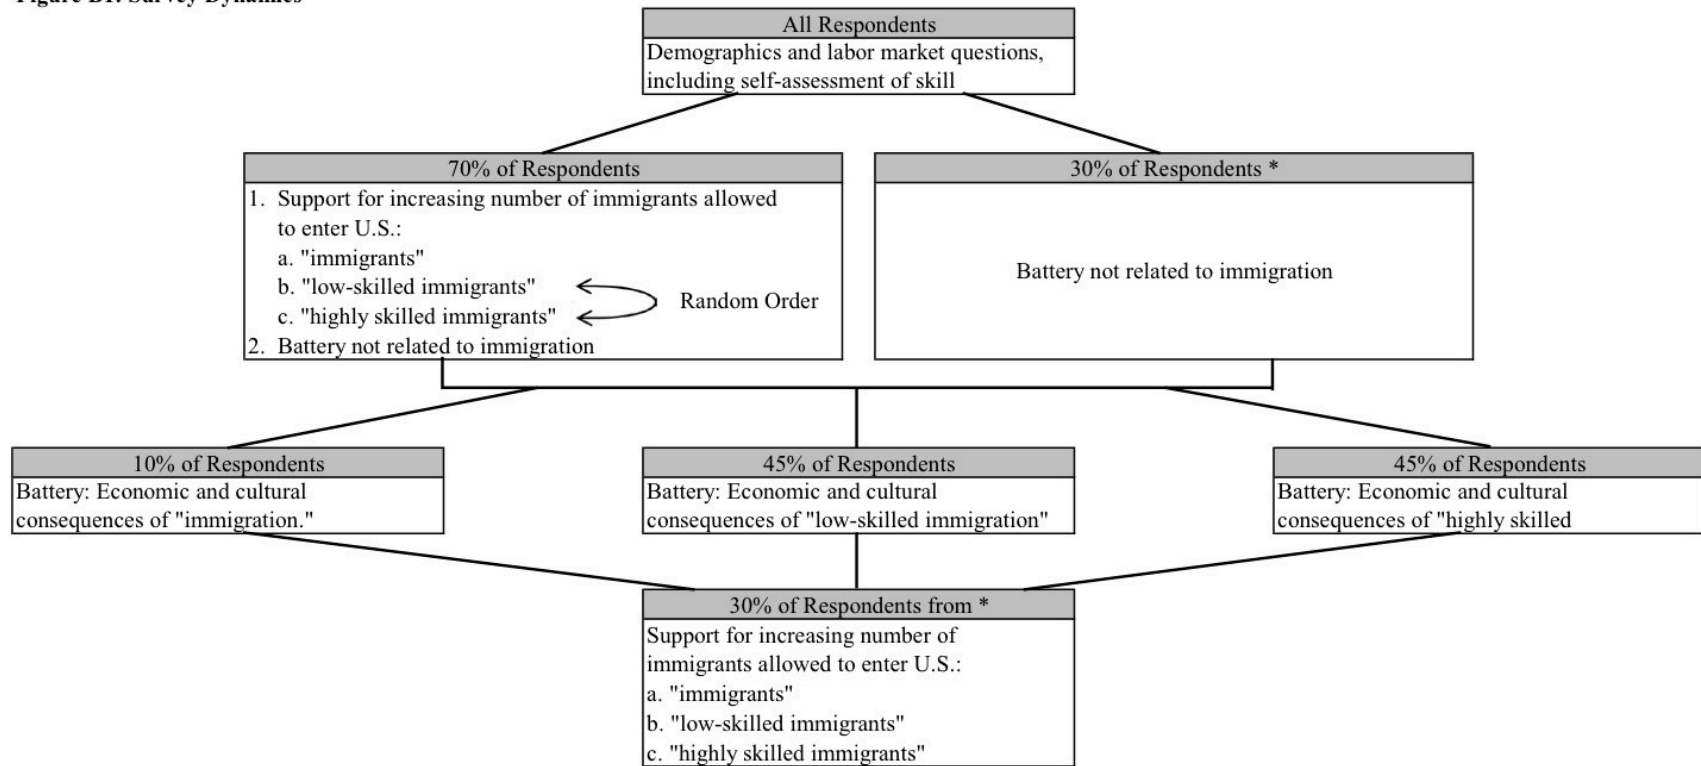 Figure B1. Survey Dynamics
All Respondents
Demographics and labor market questions,
including self-assessment of skill
70% of Respondents
1. Support for increasing number of immigrants allowed
to enter U.S.:
a. "immigrants"
b. "low-skilled immigrants"
c. "highly skilled immigrants"
Random Order
2. Battery not related to immigration
30% of Respondents *
Battery not related to immigration
10% of Respondents
Battery: Economic and cultural
consequences of "immigration."
45% of Respondents
Battery: Economic and cultural
consequences of "low-skilled immigration"
45% of Respondents
Battery: Economic and cultural
consequences of "highly skilled
30% of Respondents from *
Support for increasing number of
immigrants allowed to enter U.S.:
a. "immigrants"
b. "low-skilled immigrants"
c. "highly skilled immigrants"